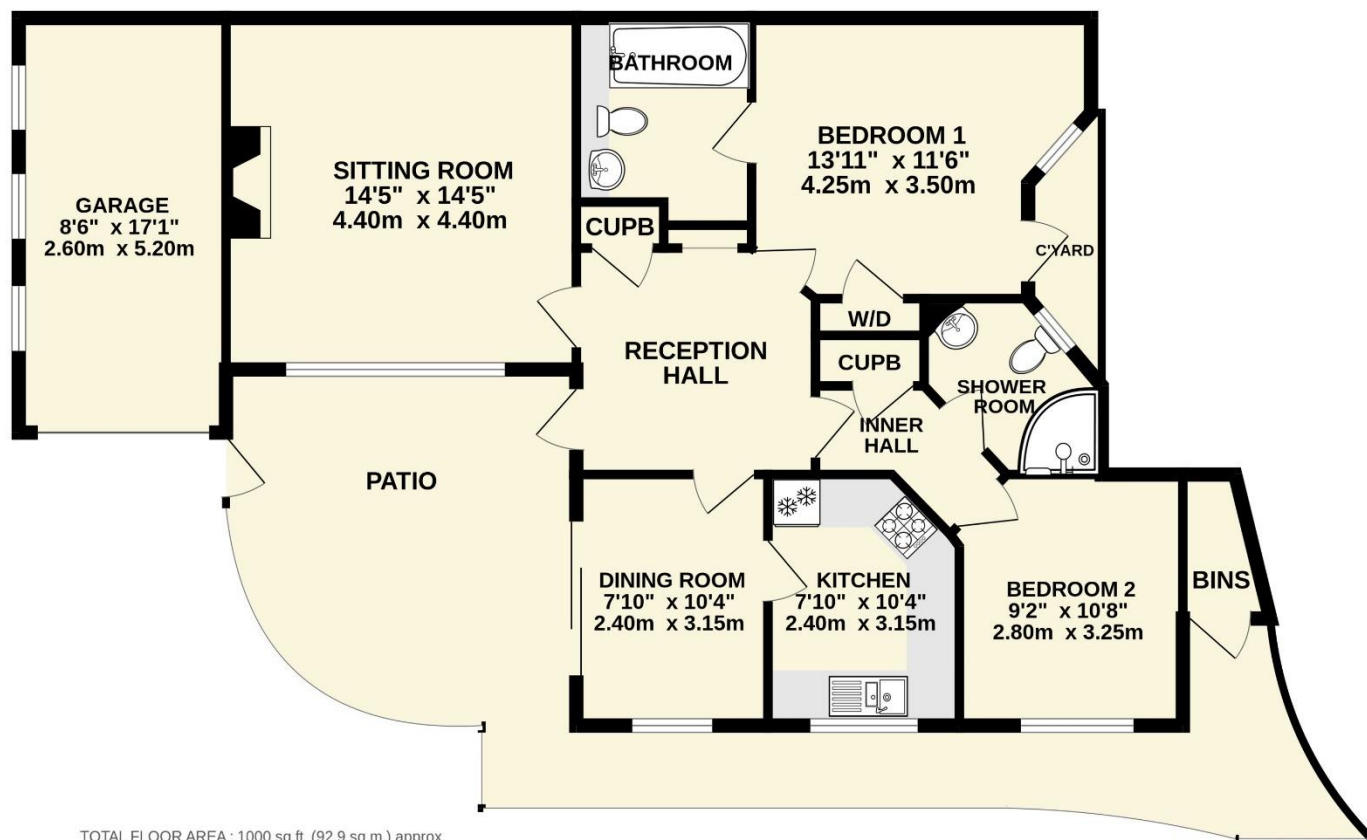 BATHROOM
BEDROOM 1
13'11" x 11'6"
4.25m x 3.50m
SITTING ROOM
14'5" x 14'5"
4.40m x 4.40m
GARAGE
8'6" x 17'1"
2.60m x 5.20m
CUPB
C'YARD
W/D
RECEPTION
HALL
CUPB
SHOWER
ROOM
INNER
HALL
PATIO
DINING ROOM
7'10" x 10'4"
2.40m x 3.15m
KITCHEN
7'10" x 10'4"
2.40m x 3.15m
BEDROOM 2
9'2" x 10'8"
2.80m x 3.25m
BINS
TOTAL FLOOR AREA : 1000 sq.ft. (92.9 sq.m.) approx.